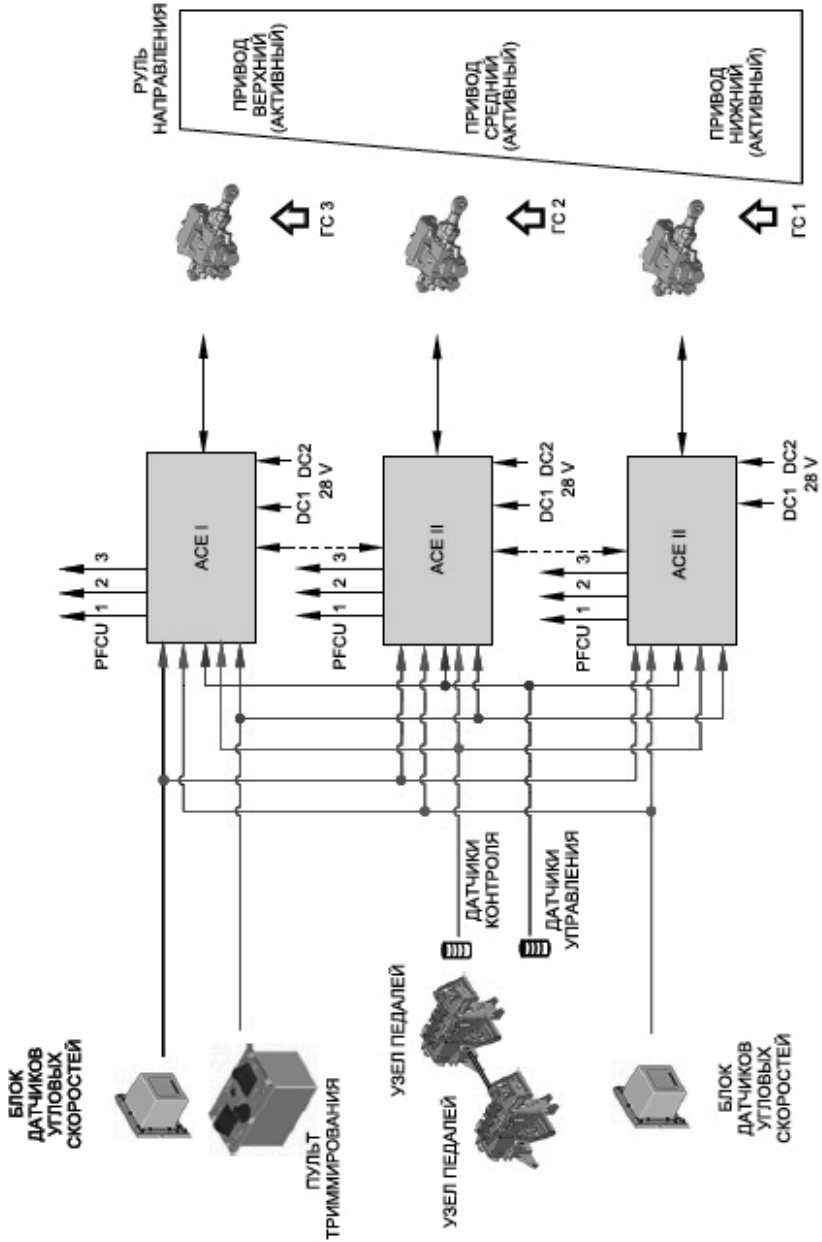 БЛОК
ДАТЧИКОВ
УГЛОВЫХ
СКОРОСТЕЙ
ПУЛЬТ
ТРИММИРОВАНИЯ
УЗЕЛ ПЕДАЛЕЙ
УЗЕЛ ПЕДАЛЕЙ
БЛОК
ДАТЧИКОВ
УГЛОВЫХ
СКОРОСТЕЙ
ДАТЧИКИ
КОНТРОЛЯ
ДАТЧИКИ
УПРАВЛЕНИЯ
PFCU 1 2 3
ACE I
DC1 DC2
28 V
PFCU 1 2 3
ACE II
DC1 DC2
28 V
PFCU 1 2 3
ACE II
DC1 DC2
28 V
ГС 3
ГС 2
ГС 1
РУЛЬ
НАПРАВЛЕНИЯ
ПРИВОД
ВЕРХНИЙ
(АКТИВНЫЙ)
ПРИВОД
СРЕДНИЙ
(АКТИВНЫЙ)
ПРИВОД
НИЖНИЙ
(АКТИВНЫЙ)